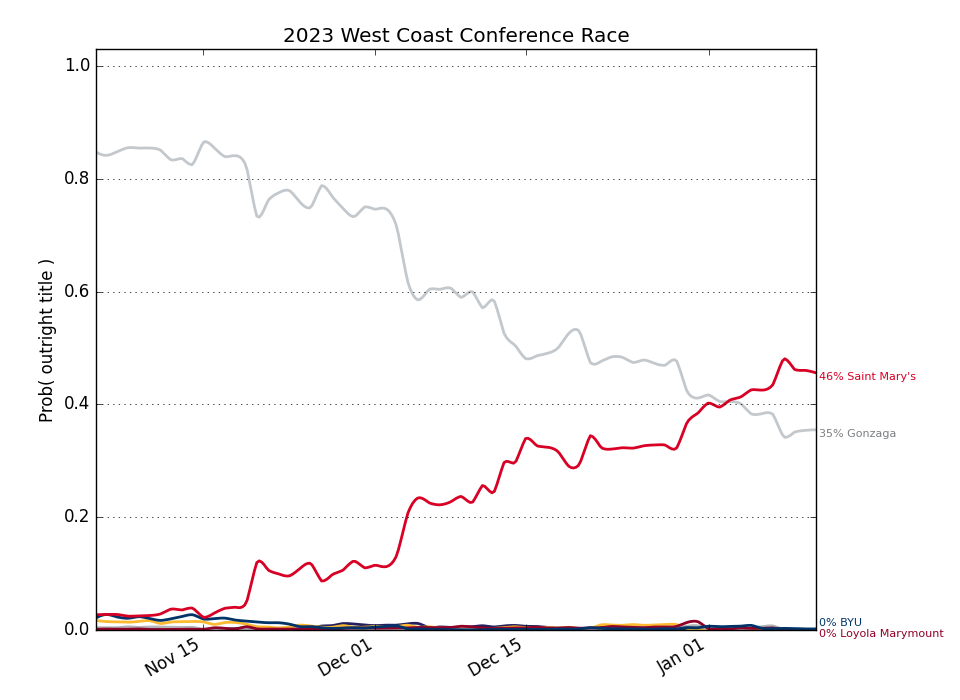 2023 West Coast Conference Race
1.0
0.8
0.6
0.4
0.2
0.0
Prob( outright title )
46% Saint Mary's
35% Gonzaga
0% BYU
0% Loyola Marymount
Nov 15
Dec 01
Dec 15
Jan 01